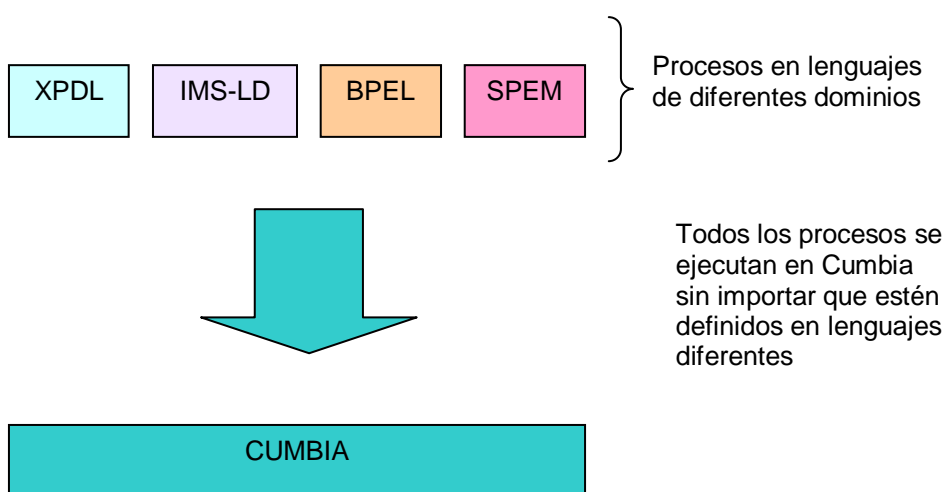 XPDL
IMS-LD
BPEL
SPEM
Procesos en lenguajes
de diferentes dominios
Todos los procesos se
ejecutan en Cumbia
sin importar que estén
definidos en lenguajes
diferentes
CUMBIA